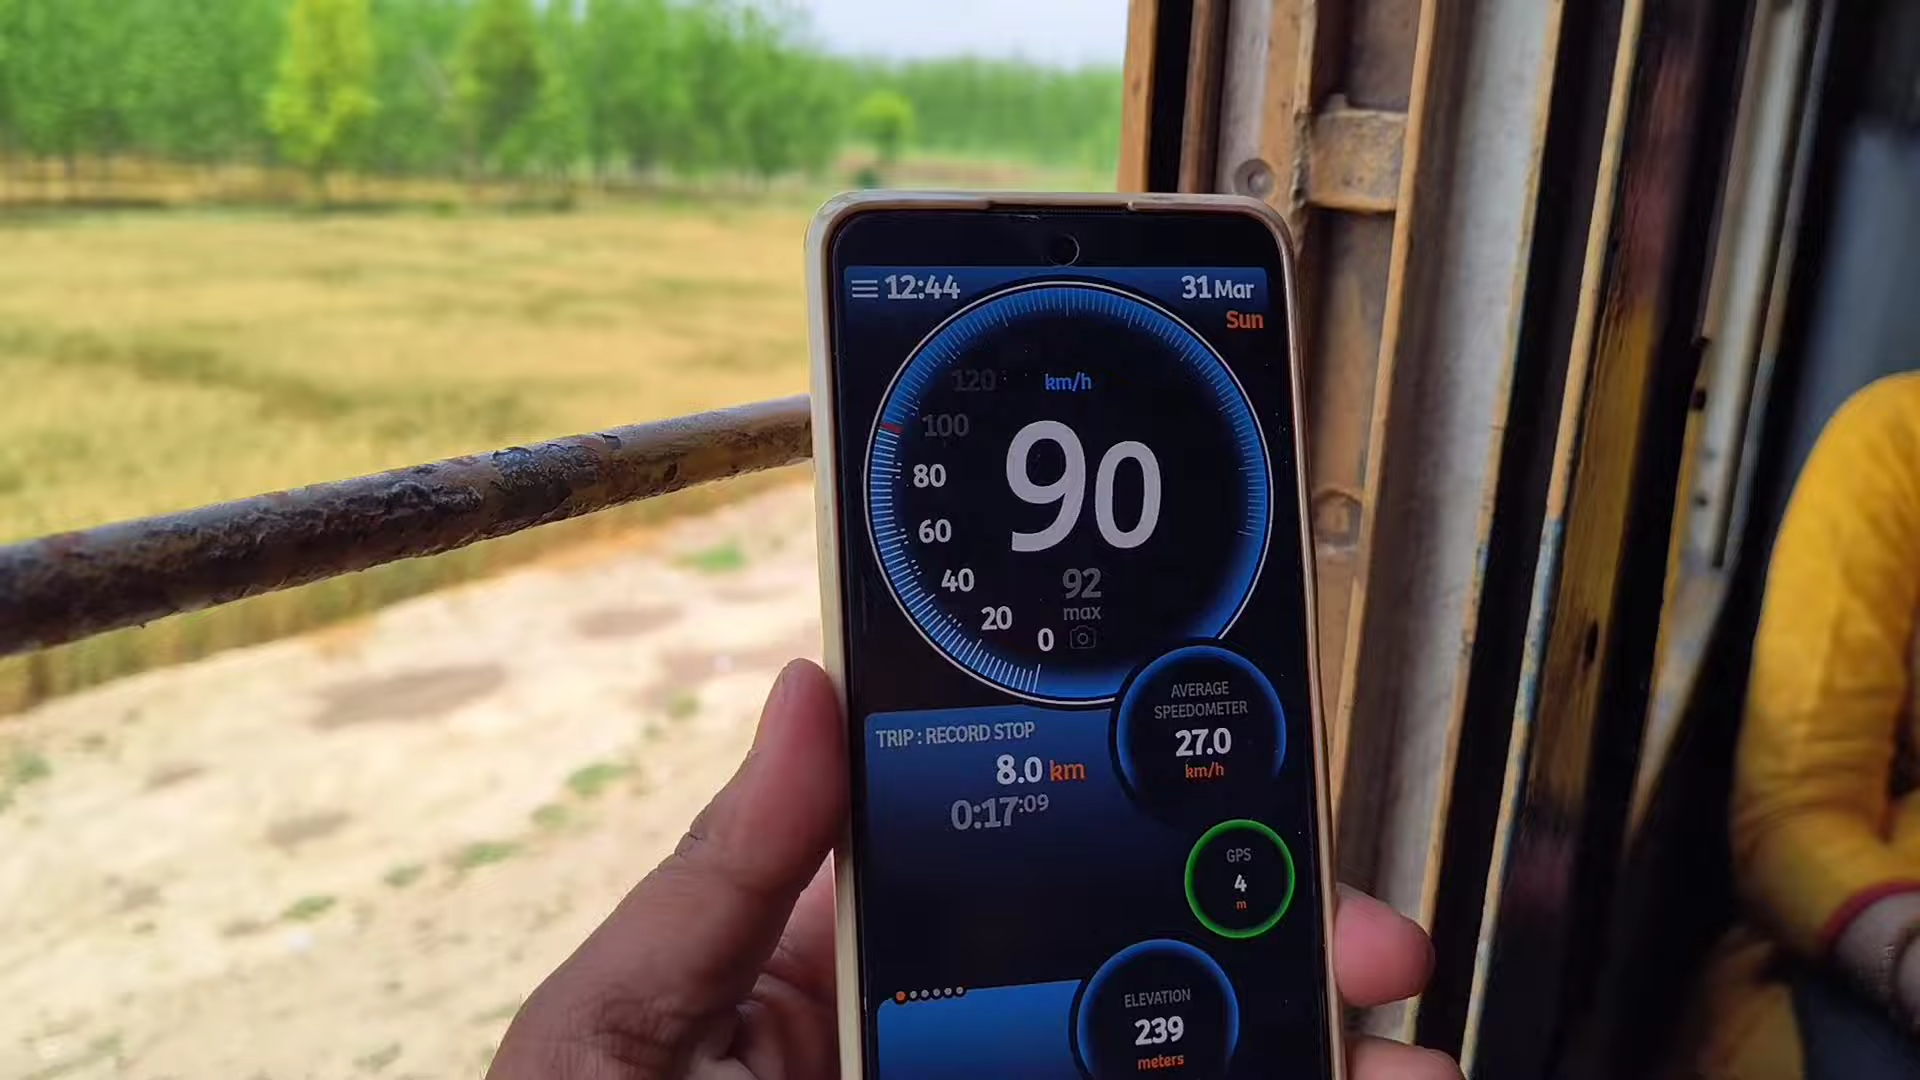 12:44
31 Mar
Sun
km/h
120
100
80
60
40
20
0
90
92
max
AVERAGE
SPEEDOMETER
27.0
km/h
TRIP : RECORD STOP
8.0 km
0:17:09
GPS
4
m
ELEVATION
239
meters